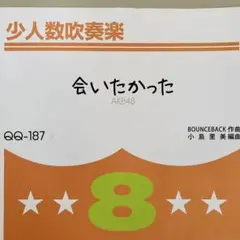 少人数吹奏楽
会いたかった
AKB48
QQ-187
BOUNCEBACK 作曲
小島里美 編曲
8